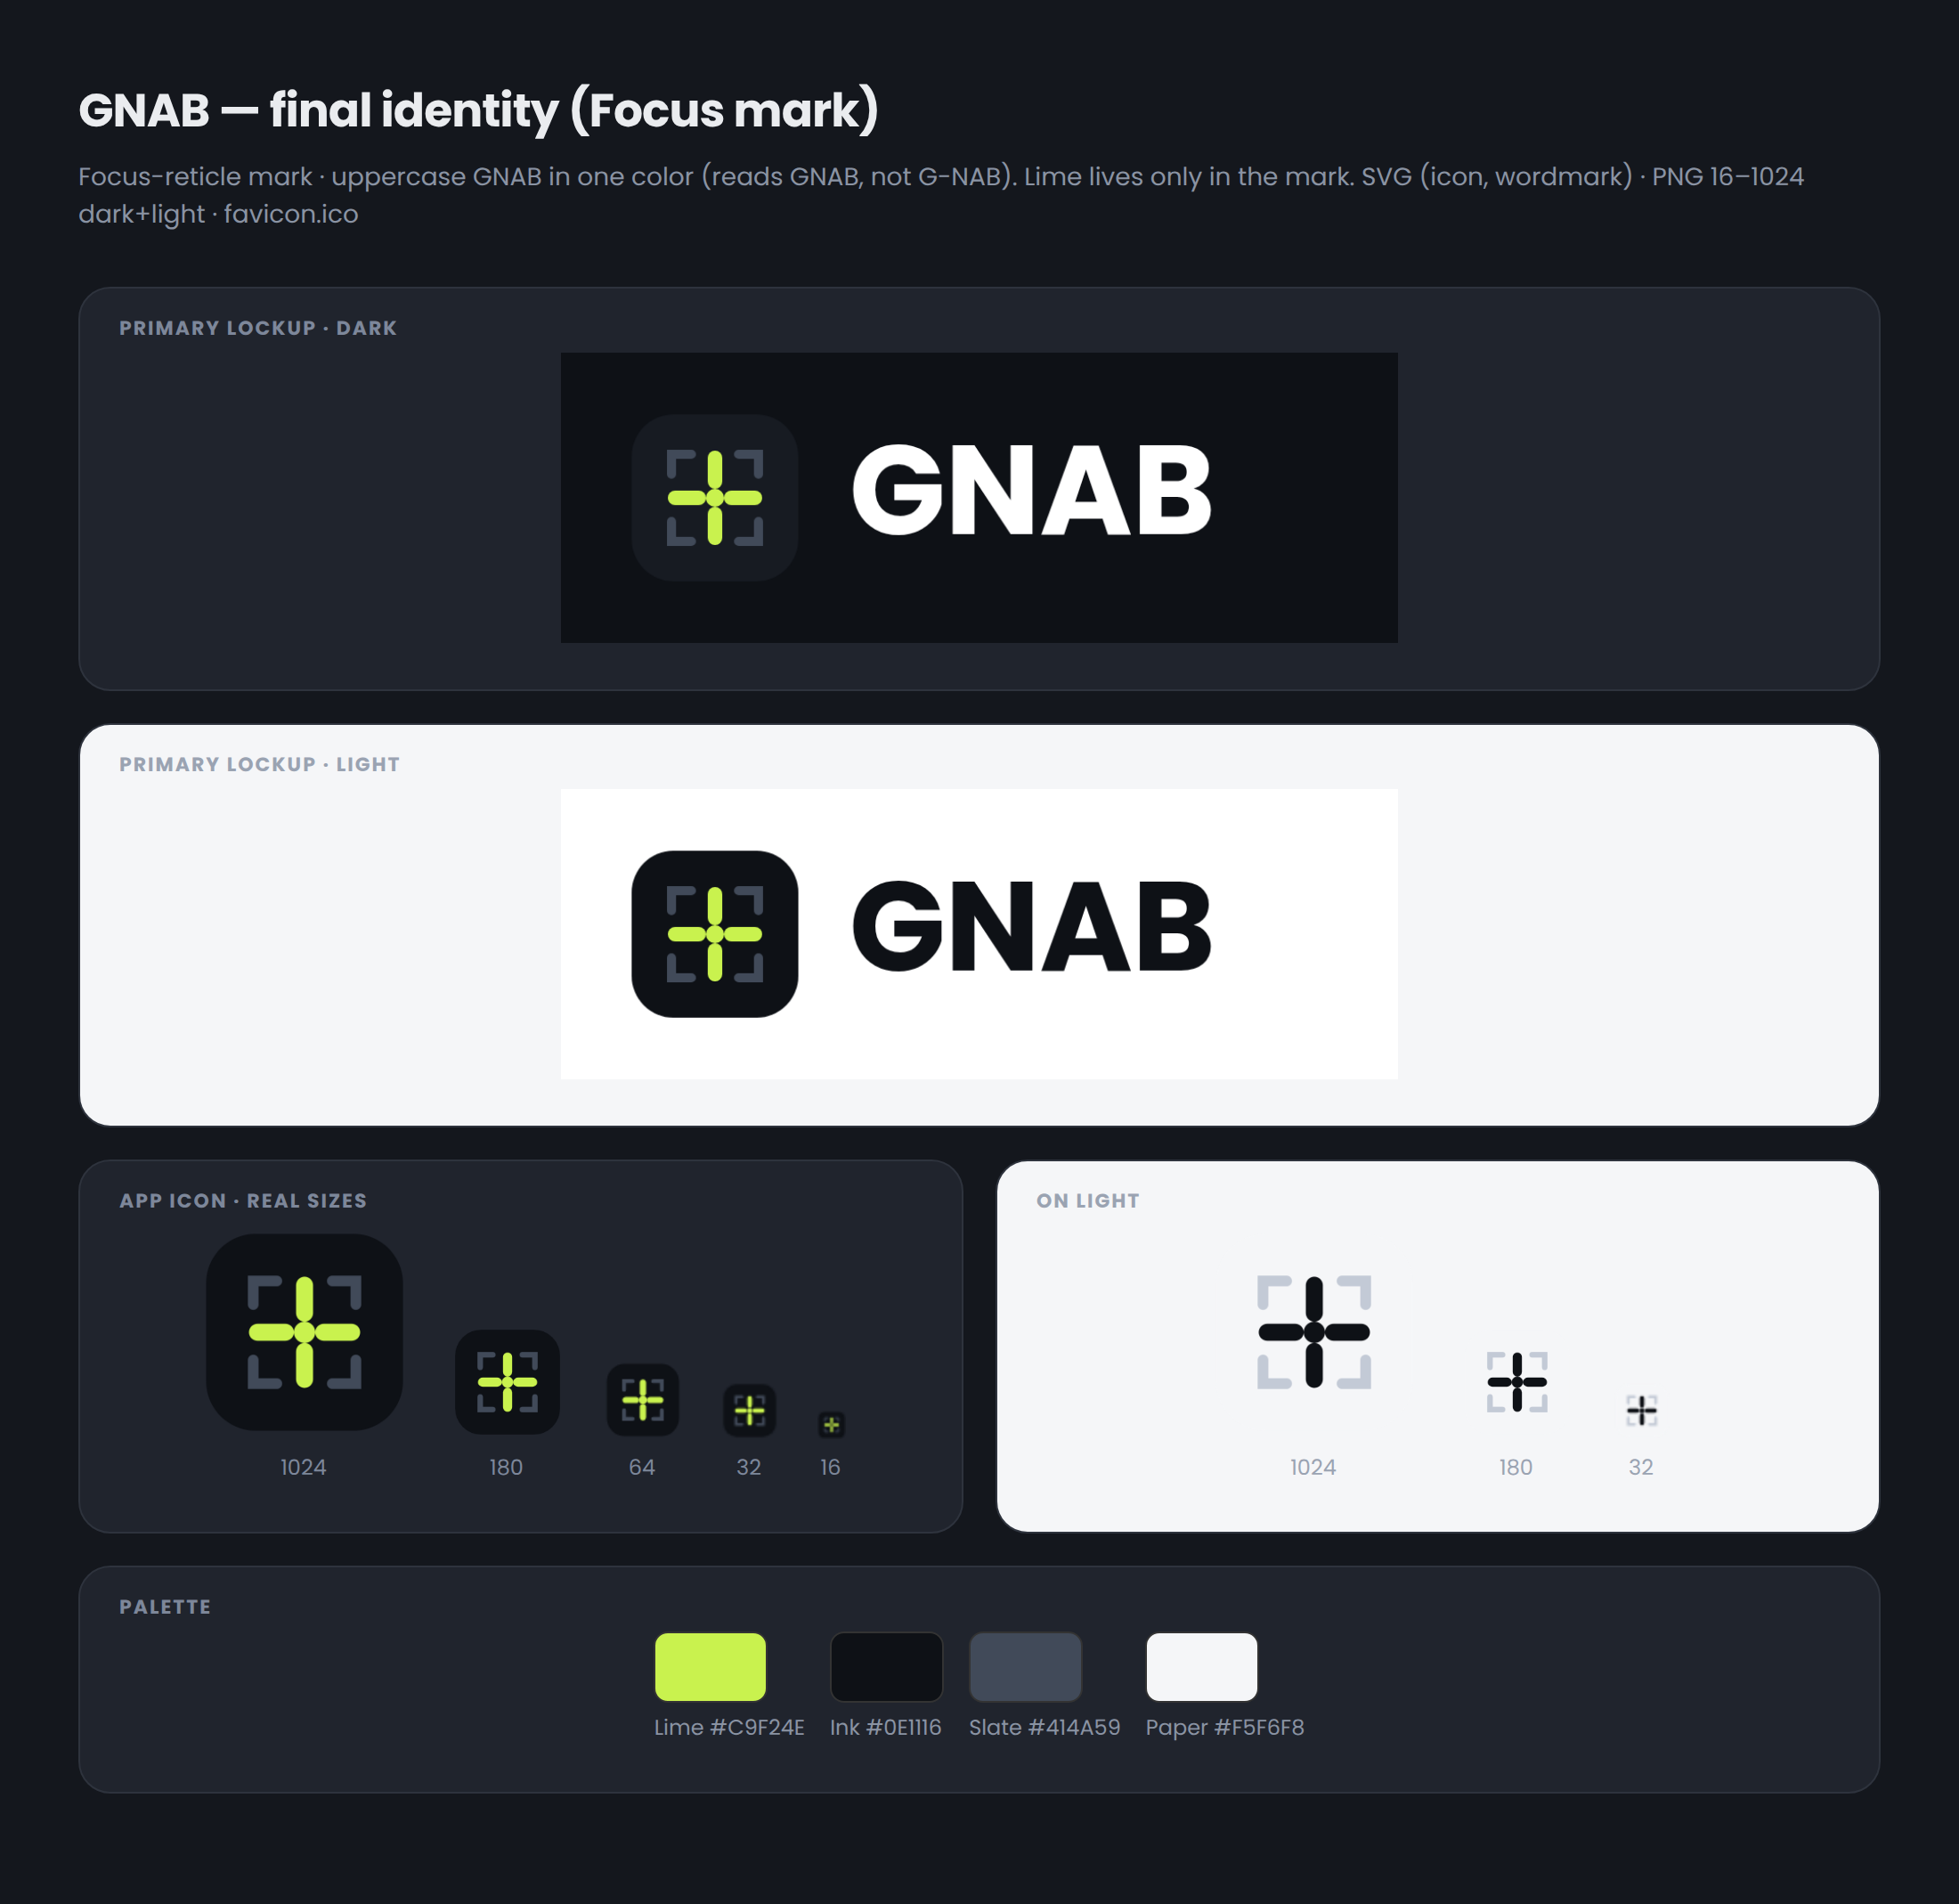 GNAB — final identity (Focus mark)
Focus-reticle mark · uppercase GNAB in one color (reads GNAB, not G-NAB). Lime lives only in the mark. SVG (icon, wordmark) · PNG 16–1024
dark+light · favicon.ico
PRIMARY LOCKUP · DARK
GNAB
PRIMARY LOCKUP · LIGHT
GNAB
APP ICON · REAL SIZES
1024 180 64 32 16
ON LIGHT
1024 180 32
PALETTE
Lime #C9F24E Ink #0E1116 Slate #414A59 Paper #F5F6F8